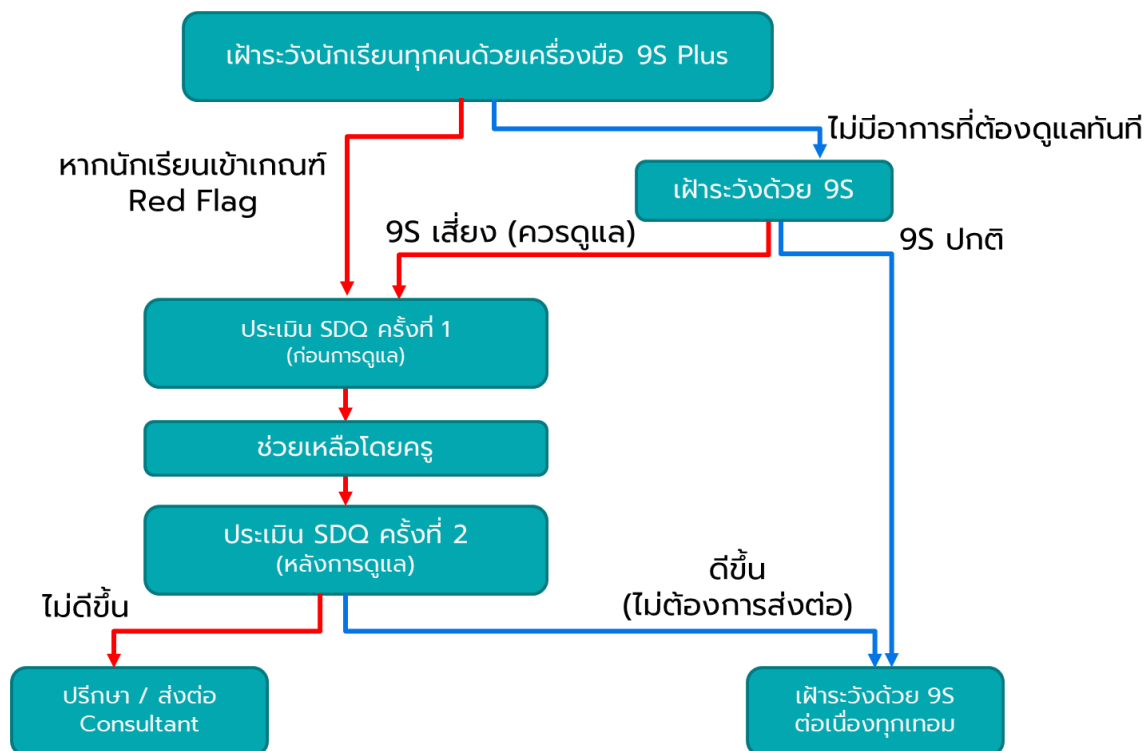 เฝ้าระวังนักเรียนทุกคนด้วยเครื่องมือ 9S Plus
ไม่มีอาการที่ต้องดูแลทันที
หากนักเรียนเข้าเกณฑ์
Red Flag
เฝ้าระวังด้วย 9S
9S เสี่ยง (ควรดูแล)
9S ปกติ
ประเมิน SDQ ครั้งที่ 1
(ก่อนการดูแล)
ช่วยเหลือโดยครู
ประเมิน SDQ ครั้งที่ 2
(หลังการดูแล)
ไม่ดีขึ้น
ดีขึ้น
(ไม่ต้องการส่งต่อ)
ปรึกษา / ส่งต่อ
Consultant
เฝ้าระวังด้วย 9S
ต่อเนื่องทุกเทอม